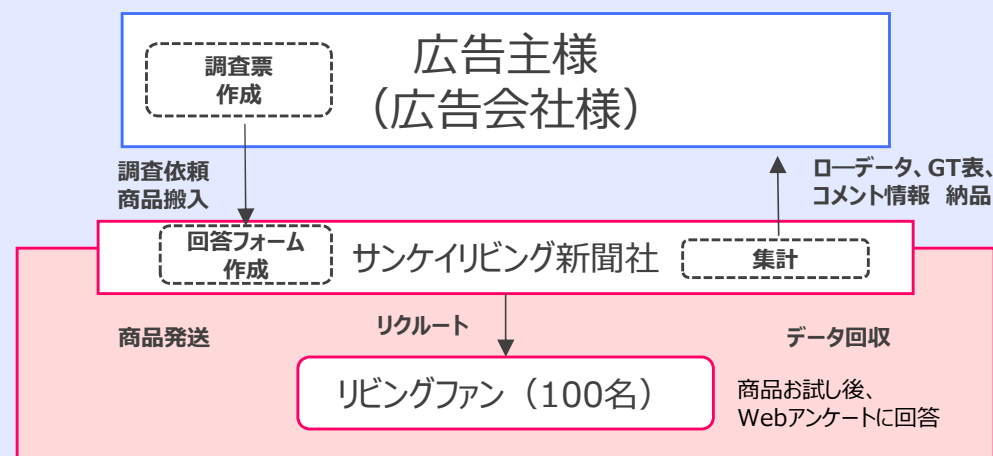 調査票
作成
広告主様
（広告会社様）
調査依頼
商品搬入
ローデータ、GT表、
コメント情報 納品
回答フォーム
作成
サンケイリビング新聞社
集計
商品発送
リクルート
データ回収
リビングファン（100名）
商品お試し後、
Webアンケートに回答